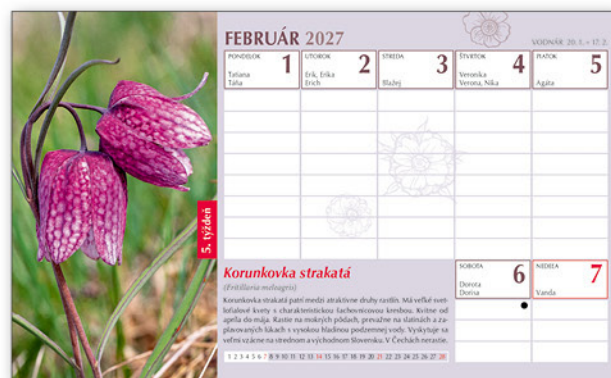 FEBRUÁR 2027
VODNÁR 20. 1. – 17. 2.
PONDELOK 1
Tatiana
Táňa
UTOROK 2
Erik, Erika
Erich
STREDA 3
Blažej
ŠTVRTOK 4
Veronika
Verona, Nika
PIATOK 5
Agáta
5. týždeň
Korunkovka strakatá
(Fritillaria meleagris)
Korunkovka strakatá patrí medzi atraktívne druhy rastlín. Má veľké svet-
lofialové kvety s charakteristickou šachovnicovou kresbou. Kvitne od
apríla do mája. Rastie na mokrých pôdach, prevažne na slatinách a za-
plavovaných lúkach s vysokou hladinou podzemnej vody. Vyskytuje sa
veľmi vzácne na strednom a východnom Slovensku. V Čechách nerastie.
1 2 3 4 5 6 7 8 9 10 11 12 13 14 15 16 17 18 19 20 21 22 23 24 25 26 27 28
SOBOTA 6
Dorota
Dorisa
NEDEĽA 7
Vanda